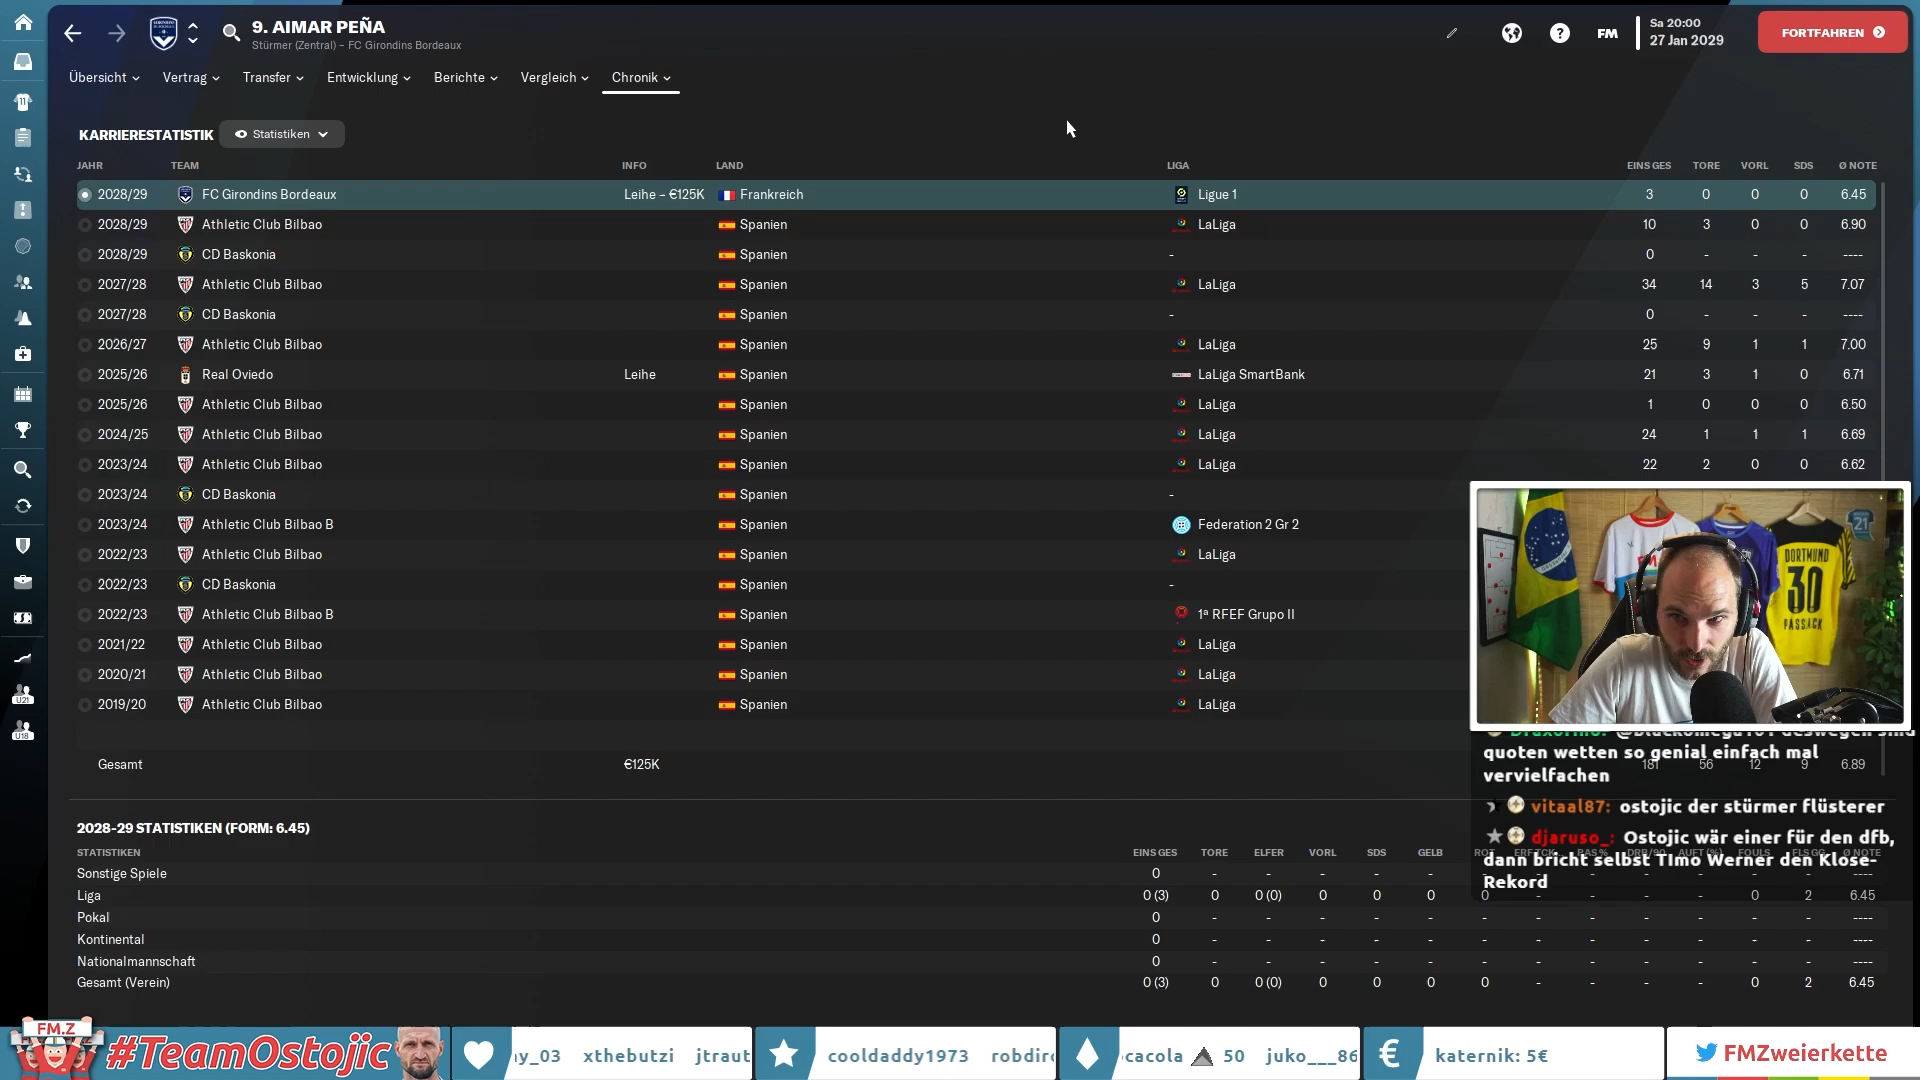 9. AIMAR PEÑA
Stürmer (Zentral) – FC Girondins Bordeaux
FM
Sa 20:00
27 Jan 2029
FORTFAHREN
Übersicht
Vertrag
Transfer
Entwicklung
Berichte
Vergleich
Chronik
KARRIERESTATISTIK
Statistiken
JAHR TEAM INFO LAND LIGA EINS GES TORE VORL SDS Ø NOTE
2028/29 FC Girondins Bordeaux Leihe – €125K Frankreich Ligue 1 3 0 0 0 6.45
2028/29 Athletic Club Bilbao Spanien LaLiga 10 3 0 0 6.90
2028/29 CD Baskonia Spanien - 0 - - - ----
2027/28 Athletic Club Bilbao Spanien LaLiga 34 14 3 5 7.07
2027/28 CD Baskonia Spanien - 0 - - - ----
2026/27 Athletic Club Bilbao Spanien LaLiga 25 9 1 1 7.00
2025/26 Real Oviedo Leihe Spanien LaLiga SmartBank 21 3 1 0 6.71
2025/26 Athletic Club Bilbao Spanien LaLiga 1 0 0 0 6.50
2024/25 Athletic Club Bilbao Spanien LaLiga 24 1 1 1 6.69
2023/24 Athletic Club Bilbao Spanien LaLiga 22 2 0 0 6.62
2023/24 CD Baskonia Spanien -
2023/24 Athletic Club Bilbao B Spanien Federation 2 Gr 2
2022/23 Athletic Club Bilbao Spanien LaLiga
2022/23 CD Baskonia Spanien -
2022/23 Athletic Club Bilbao B Spanien 1ª RFEF Grupo II
2021/22 Athletic Club Bilbao Spanien LaLiga
2020/21 Athletic Club Bilbao Spanien LaLiga
2019/20 Athletic Club Bilbao Spanien LaLiga
Gesamt €125K 181 56 12 9 6.89
DORTMUND
30
PASSLACK
21
quoten wetten so genial einfach mal
vervielfachen
vitaal87: ostojic der stürmer flüsterer
djaruso_: Ostojic wär einer für den dfb,
dann bricht selbst TImo Werner den Klose-
Rekord
2028-29 STATISTIKEN (FORM: 6.45)
STATISTIKEN EINS GES TORE ELFER VORL SDS GELB
Sonstige Spiele 0 - - - - - - - - - - - - ----
Liga 0 (3) 0 0 (0) 0 0 0 0 - - - - 0 2 6.45
Pokal 0 - - - - - - - - - - - - ----
Kontinental 0 - - - - - - - - - - - - ----
Nationalmannschaft 0 - - - - - - - - - - - - ----
Gesamt (Verein) 0 (3) 0 0 (0) 0 0 0 0 - - - - 0 2 6.45
U21
U18
FM.Z
#TeamOstojic
y_03 xthebutzi jtraut
cooldaddy1973 robdir
cacola 50 juko___86
katernik: 5€
FMZweierkette